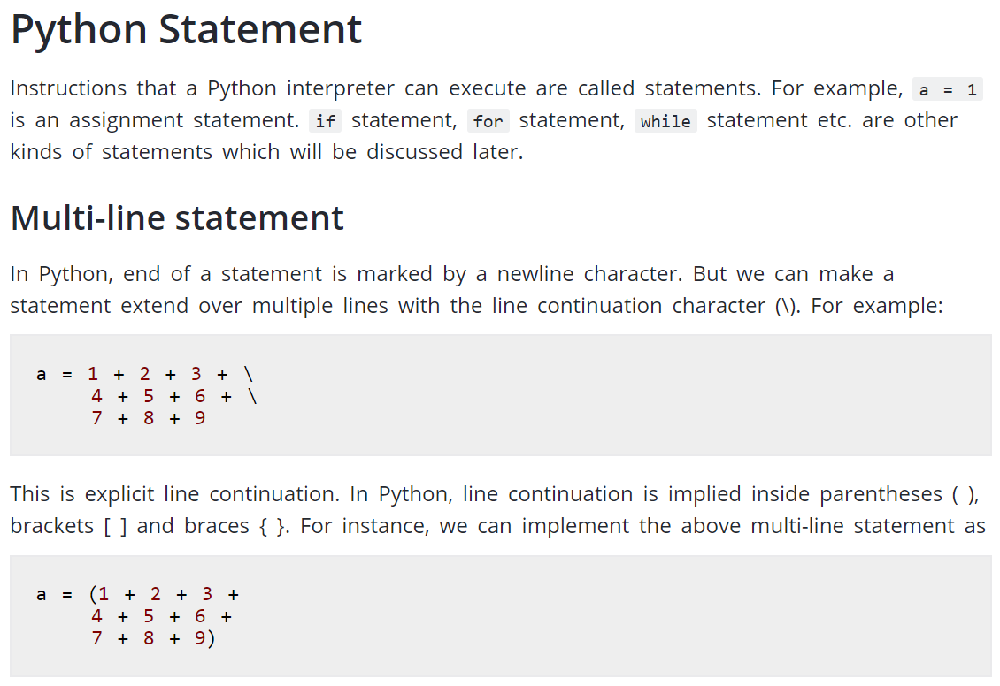 Python Statement
Instructions that a Python interpreter can execute are called statements. For example, a = 1
is an assignment statement. if statement, for statement, while statement etc. are other
kinds of statements which will be discussed later.
Multi-line statement
In Python, end of a statement is marked by a newline character. But we can make a
statement extend over multiple lines with the line continuation character (\). For example:
a = 1 + 2 + 3 + \
    4 + 5 + 6 + \
    7 + 8 + 9
This is explicit line continuation. In Python, line continuation is implied inside parentheses ( ),
brackets [ ] and braces { }. For instance, we can implement the above multi-line statement as
a = (1 + 2 + 3 +
    4 + 5 + 6 +
    7 + 8 + 9)